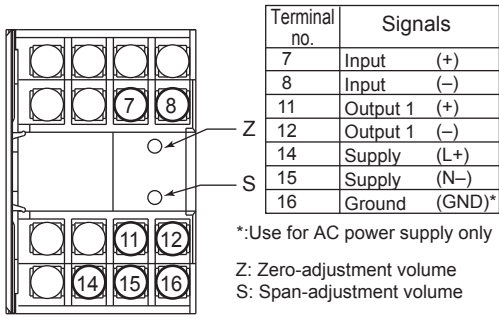 Terminal no. Signals
7 Input (+)
8 Input (–)
11 Output 1 (+)
12 Output 1 (–)
14 Supply (L+)
15 Supply (N–)
16 Ground (GND)*
*:Use for AC power supply only
Z: Zero-adjustment volume
S: Span-adjustment volume
7 8
Z
S
11 12
14 15 16